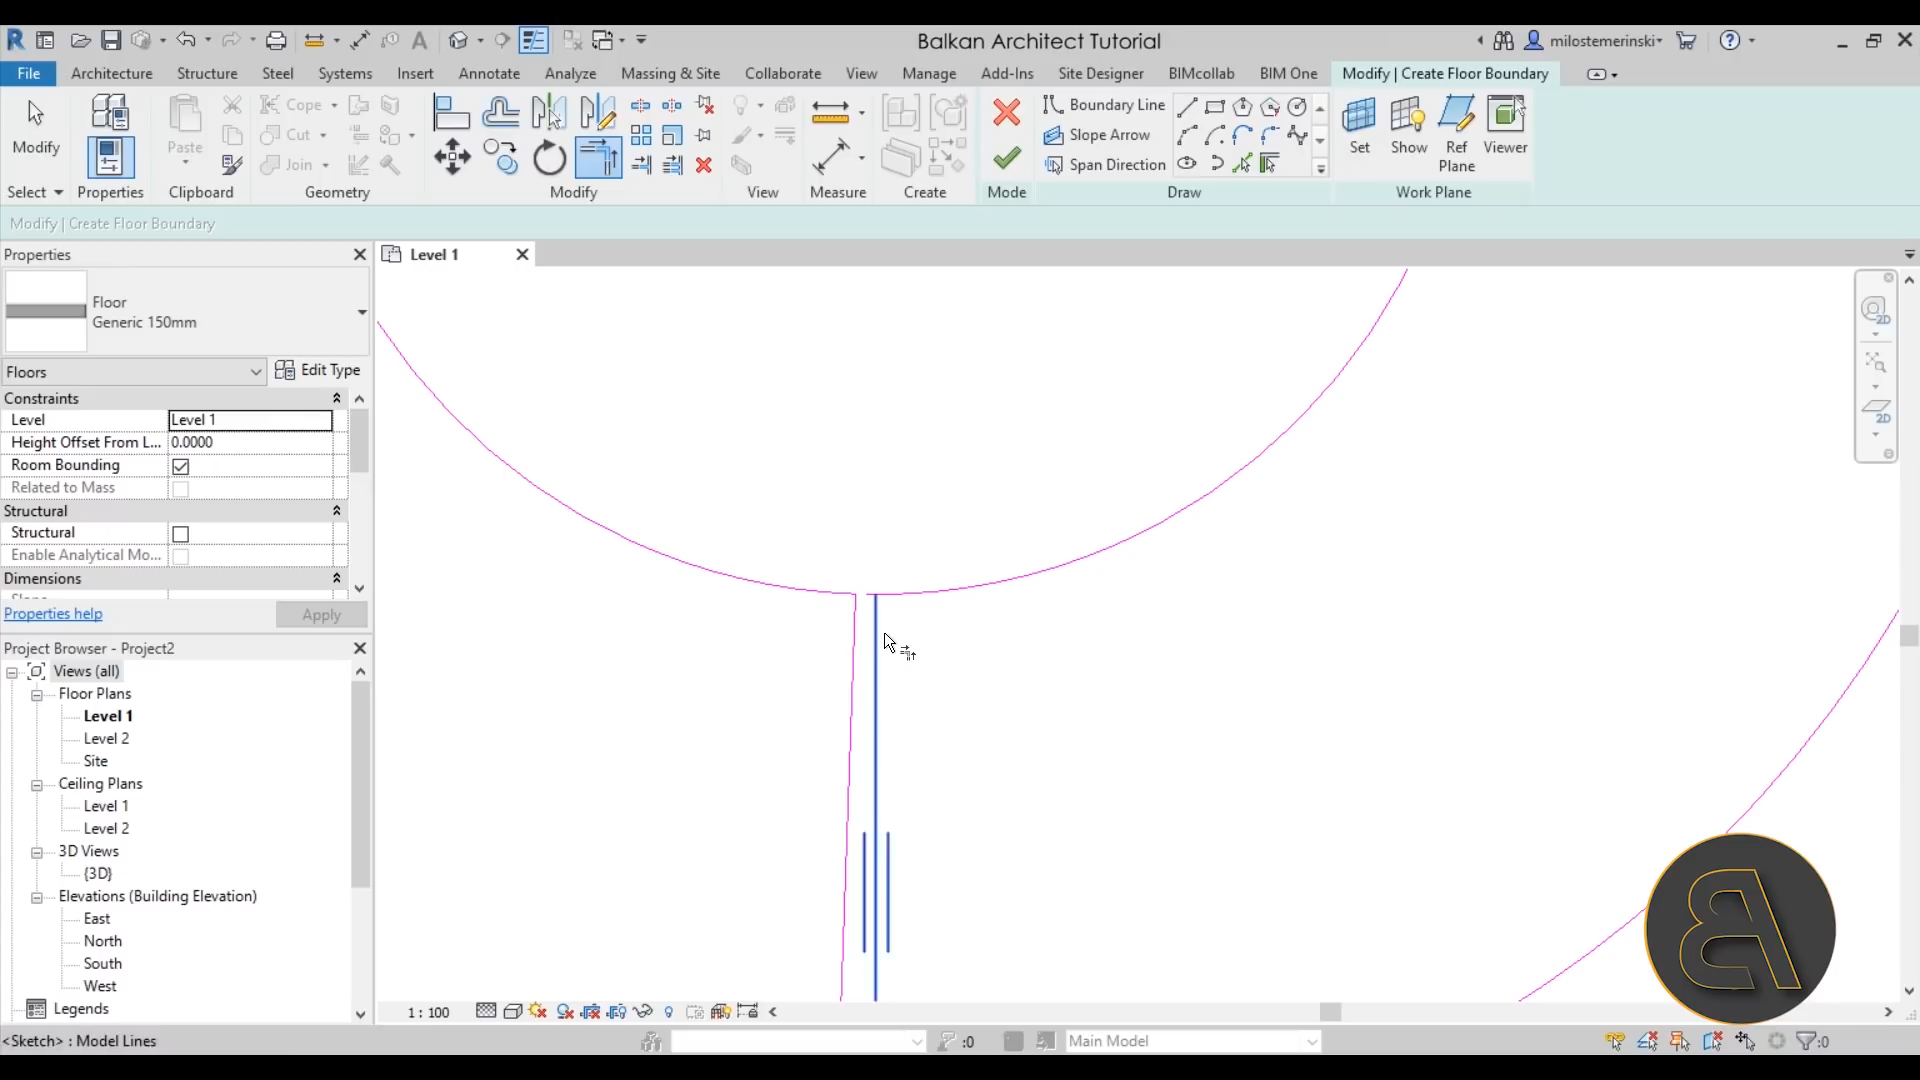 Balkan Architect Tutorial
milostemerinski
File Architecture Structure Steel Systems Insert Annotate Analyze Massing & Site Collaborate View Manage Add-Ins Site Designer BIMcollab BIM One Modify | Create Floor Boundary
Modify
Paste
Cope
Cut
Join
Boundary Line
Slope Arrow
Span Direction
Set
Show
Ref
Plane
Viewer
Select Properties Clipboard Geometry Modify View Measure Create Mode Draw Work Plane
Modify | Create Floor Boundary
Properties
Level 1
Floor
Generic 150mm
Floors
Edit Type
Constraints
Level Level 1
Height Offset From L... 0.0000
Room Bounding
Related to Mass
Structural
Structural
Enable Analytical Mo...
Dimensions
Properties help
Apply
Project Browser - Project2
Views (all)
Floor Plans
Level 1
Level 2
Site
Ceiling Plans
Level 1
Level 2
3D Views
{3D}
Elevations (Building Elevation)
East
North
South
West
Legends
2D
2D
1 : 100
<Sketch> : Model Lines
:0
Main Model
:0